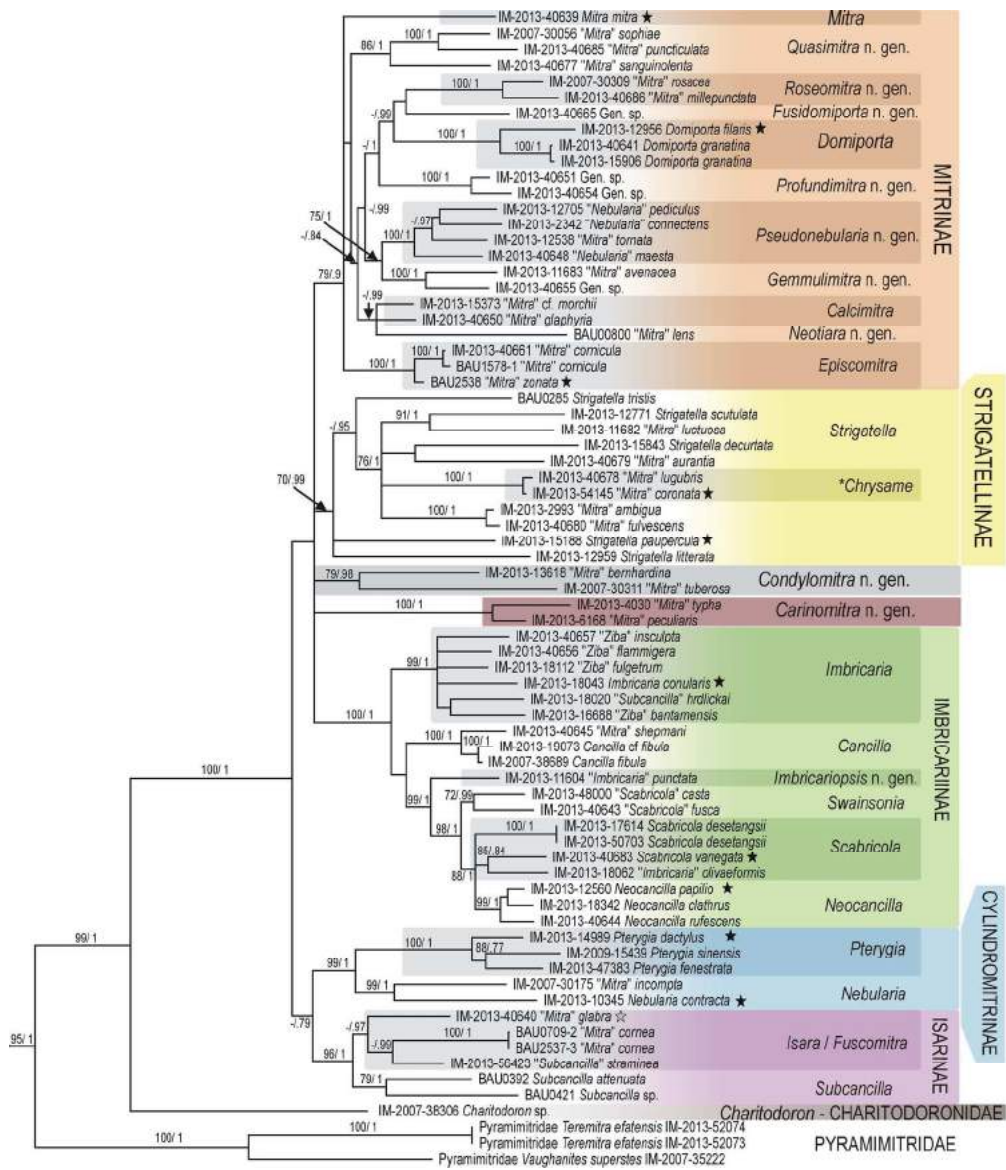 IM-2013-40639 Mitra mitra ★ Mitra
86/ 1
100/ 1
IM-2007-30056 "Mitra" sophiae
IM-2013-40685 "Mitra" puncticulata Quasimitra n. gen.
IM-2013-40677 "Mitra" sanguinolenta
100/ 1
IM-2007-30309 "Mitra" rosacea
IM-2013-40686 "Mitra" millepunctata Roseomitra n. gen.
-/.99
IM-2013-40665 Gen. sp. Fusidomiporta n. gen.
100/ 1
IM-2013-12956 Domiporta filaris ★
100/1
IM-2013-40641 Domiporta granatina Domiporta
IM-2013-15906 Domiporta granatina
-/ 1
100/ 1
IM-2013-40651 Gen. sp.
IM-2013-40654 Gen. sp. Profundimitra n. gen.
-/.99
75/ 1
-/.84
IM-2013-12705 "Nebularia" pediculus
-/.97
IM-2013-2342 "Nebularia" connectens
100/ 1
IM-2013-12538 "Mitra" tornata Pseudonebularia n. gen.
IM-2013-40648 "Nebularia" maesta
100/ 1
IM-2013-11683 "Mitra" avenacea
IM-2013-40655 Gen. sp. Gemmulimitra n. gen.
79/.9
-/.99
IM-2013-15373 "Mitra" cf. morchii
IM-2013-40650 "Mitra" glaphyria Calcimitra
BAU00800 "Mitra" lens Neotiara n. gen.
100/ 1
100/ 1
IM-2013-40661 "Mitra" cornicula
BAU1578-1 "Mitra" cornicula Episcomitra
BAU2538 "Mitra" zonata ★
MITRINAE
BAU0285 Strigatella tristis
-/.95
91/ 1
IM-2013-12771 Strigatella scutulata
IM-2013-11682 "Mitra" luctuosa Strigatella
76/ 1
IM-2013-15843 Strigatella decurtata
IM-2013-40679 "Mitra" aurantia
70/.99
100/ 1
IM-2013-40678 "Mitra" lugubris
IM-2013-54145 "Mitra" coronata ★ *Chrysame
100/ 1
IM-2013-2993 "Mitra" ambigua
IM-2013-40680 "Mitra" fulvescens
IM-2013-15188 Strigatella paupercula ★
IM-2013-12959 Strigatella litterata
STRIGATELLINAE
79/.98
IM-2013-13618 "Mitra" bernhardina
IM-2007-30311 "Mitra" tuberosa Condylomitra n. gen.
100/ 1
IM-2013-4030 "Mitra" typha
IM-2013-6168 "Mitra" peculiaris Carinomitra n. gen.
99/ 1
IM-2013-40657 "Ziba" insculpta
IM-2013-40656 "Ziba" flammigera
IM-2013-18112 "Ziba" fulgetrum Imbricaria
IM-2013-18043 Imbricaria conularis ★
IM-2013-18020 "Subcancilla" hrdlickai
IM-2013-16688 "Ziba" bantamensis
100/ 1
100/ 1
IM-2013-40645 "Mitra" shepmani
100/ 1
IM-2013-19073 Cancilla cf fibula Cancilla
IM-2007-38689 Cancilla fibula
IM-2013-11604 "Imbricaria" punctata Imbricariopsis n. gen.
99/ 1
72/.99
IM-2013-48000 "Scabricola" casta
IM-2013-40643 "Scabricola" fusca Swainsonia
98/ 1
100/ 1
IM-2013-17614 Scabricola desetangsii
IM-2013-50703 Scabricola desetangsii
86/.84
IM-2013-40683 Scabricola variegata ★ Scabricola
IM-2013-18062 "Imbricaria" olivaeformis
88/ 1
99/ 1
IM-2013-12560 Neocancilla papilio ★
IM-2013-18342 Neocancilla clathrus Neocancilla
IM-2013-40644 Neocancilla rufescens
IMBRICARIINAE
100/ 1
99/ 1
100/ 1
IM-2013-14989 Pterygia dactylus ★
88/.77
IM-2009-15439 Pterygia sinensis Pterygia
IM-2013-47383 Pterygia fenestrata
99/ 1
99/ 1
IM-2007-30175 "Mitra" incompta
IM-2013-10345 Nebularia contracta ★ Nebularia
CYLINDROMITRINAE
-/.79
-/.97
IM-2013-40640 "Mitra" glabra ☆
100/ 1
BAU0709-2 "Mitra" cornea
BAU2537-3 "Mitra" cornea Isara / Fuscomitra
-/.99
IM-2013-56423 "Subcancilla" straminea
96/ 1
79/ 1
BAU0392 Subcancilla attenuata
BAU0421 Subcancilla sp. Subcancilla
ISARINAE
95/ 1
IM-2007-38306 Charitodoron sp. Charitodoron - CHARITODORONIDAE
100/ 1
100/ 1
Pyramimitridae Teremitra efatensis IM-2013-52074
Pyramimitridae Teremitra efatensis IM-2013-52073 PYRAMIMITRIDAE
Pyramimitridae Vaughanites superstes IM-2007-35222